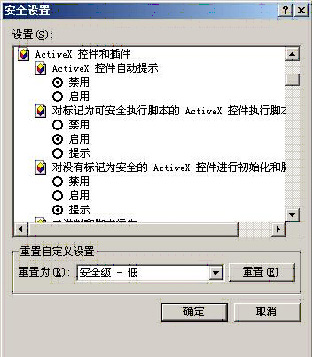 安全设置
设置(S):
ActiveX 控件和插件
ActiveX 控件自动提示
禁用
启用
对标记为可安全执行脚本的 ActiveX 控件执行脚
禁用
启用
提示
对没有标记为安全的 ActiveX 控件进行初始化和
禁用
启用
提示
重置自定义设置
重置为(R): 安全级 - 低 重置(E)
确定 取消